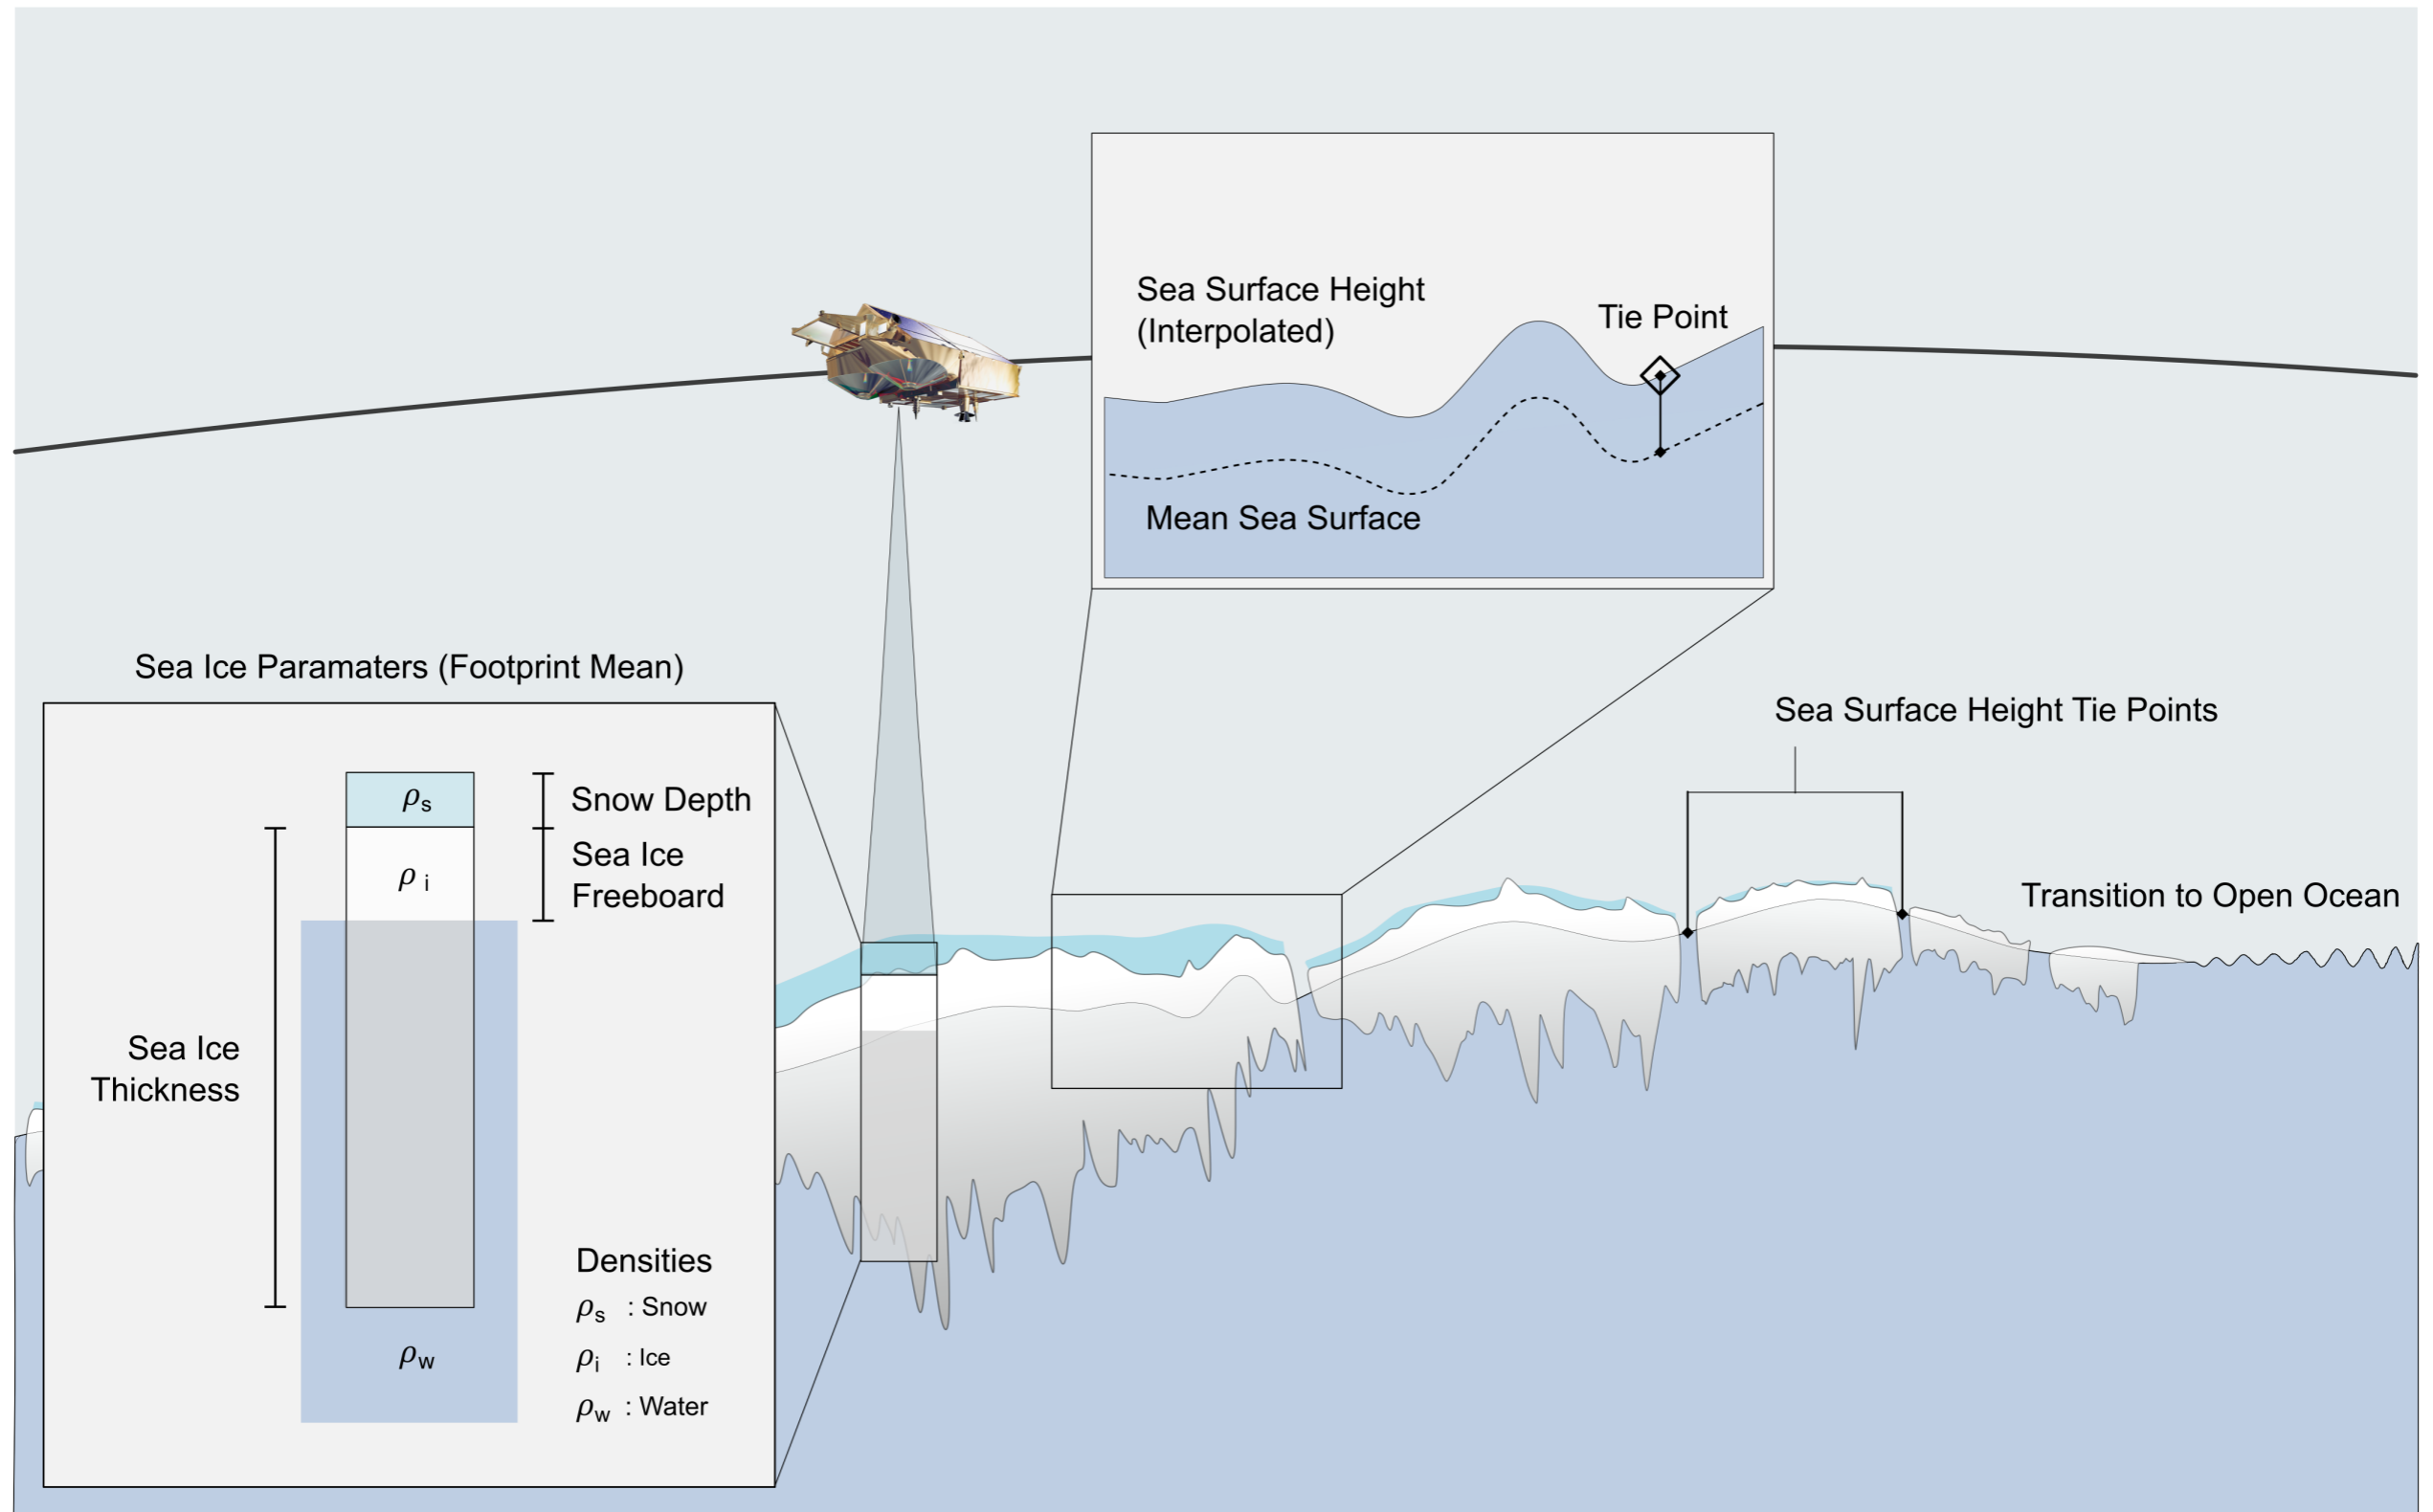 Sea Surface Height
(Interpolated)
Tie Point
Mean Sea Surface
Sea Ice Paramaters (Footprint Mean)
Sea Surface Height Tie Points
ρs
Snow Depth
Sea Ice
Freeboard
ρ i
Transition to Open Ocean
Sea Ice
Thickness
Densities
ρs : Snow
ρi : Ice
ρw : Water
ρw